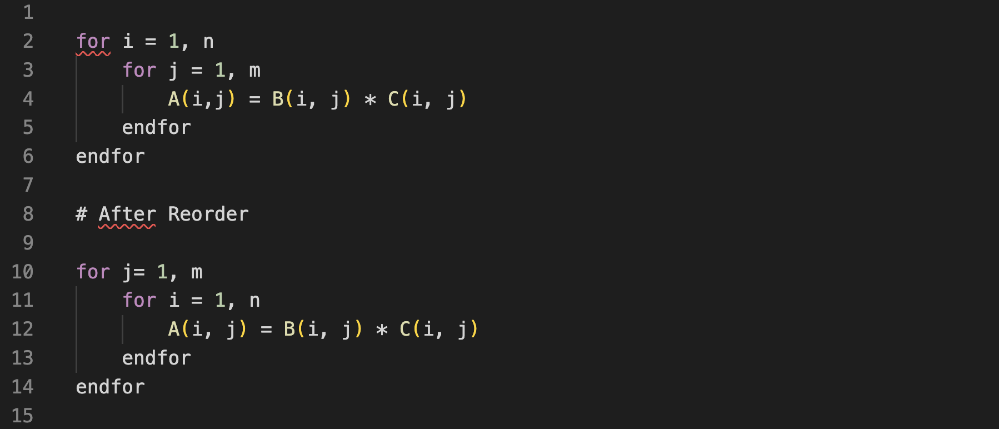 1
2 for i = 1, n
3 for j = 1, m
4 A(i,j) = B(i, j) * C(i, j)
5 endfor
6 endfor
7
8 # After Reorder
9
10 for j= 1, m
11 for i = 1, n
12 A(i, j) = B(i, j) * C(i, j)
13 endfor
14 endfor
15